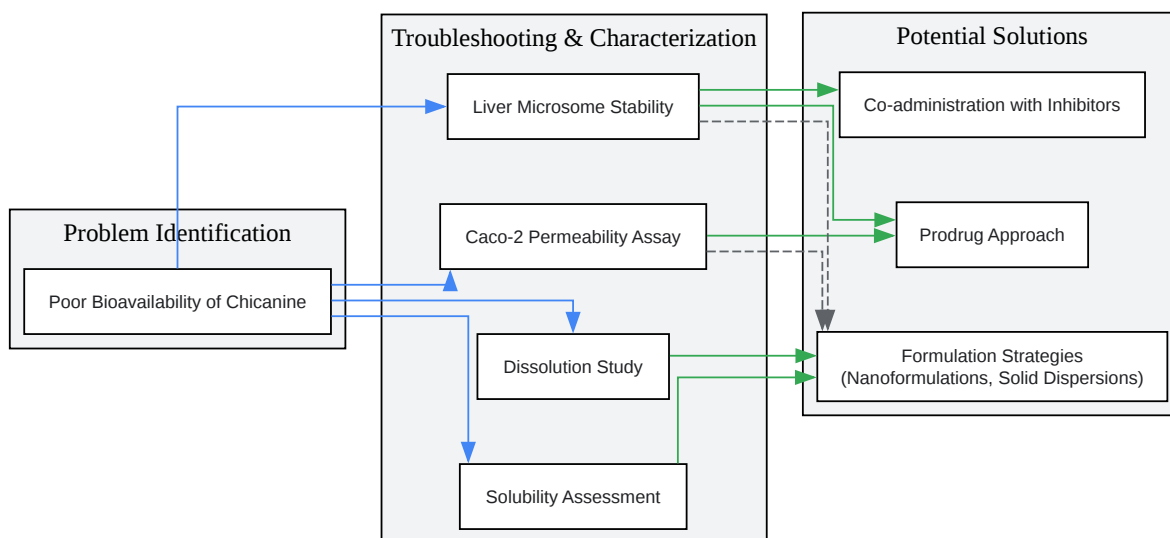 Problem Identification
Poor Bioavailability of Chicanine
Troubleshooting & Characterization
Liver Microsome Stability
Caco-2 Permeability Assay
Dissolution Study
Solubility Assessment
Potential Solutions
Co-administration with Inhibitors
Prodrug Approach
Formulation Strategies
(Nanoformulations, Solid Dispersions)